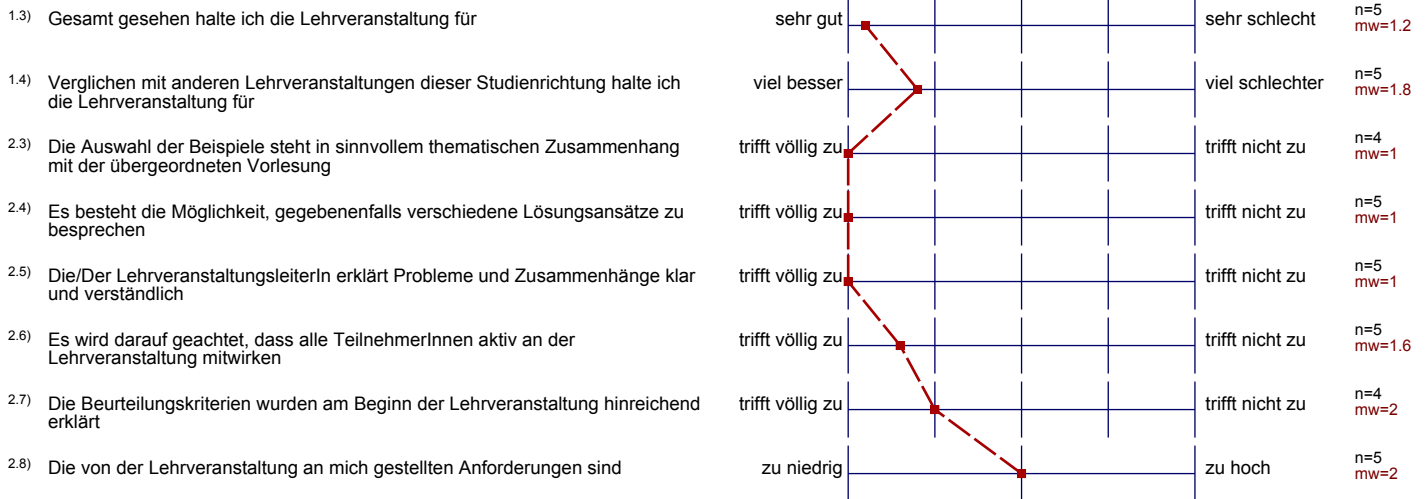 1.3) Gesamt gesehen halte ich die Lehrveranstaltung für sehr gut sehr schlecht n=5 mw=1.2
1.4) Verglichen mit anderen Lehrveranstaltungen dieser Studienrichtung halte ich die Lehrveranstaltung für viel besser viel schlechter n=5 mw=1.8
2.3) Die Auswahl der Beispiele steht in sinnvollem thematischen Zusammenhang mit der übergeordneten Vorlesung trifft völlig zu trifft nicht zu n=4 mw=1
2.4) Es besteht die Möglichkeit, gegebenenfalls verschiedene Lösungsansätze zu besprechen trifft völlig zu trifft nicht zu n=5 mw=1
2.5) Die/Der LehrveranstaltungsleiterIn erklärt Probleme und Zusammenhänge klar und verständlich trifft völlig zu trifft nicht zu n=5 mw=1
2.6) Es wird darauf geachtet, dass alle TeilnehmerInnen aktiv an der Lehrveranstaltung mitwirken trifft völlig zu trifft nicht zu n=5 mw=1.6
2.7) Die Beurteilungskriterien wurden am Beginn der Lehrveranstaltung hinreichend erklärt trifft völlig zu trifft nicht zu n=4 mw=2
2.8) Die von der Lehrveranstaltung an mich gestellten Anforderungen sind zu niedrig zu hoch n=5 mw=2